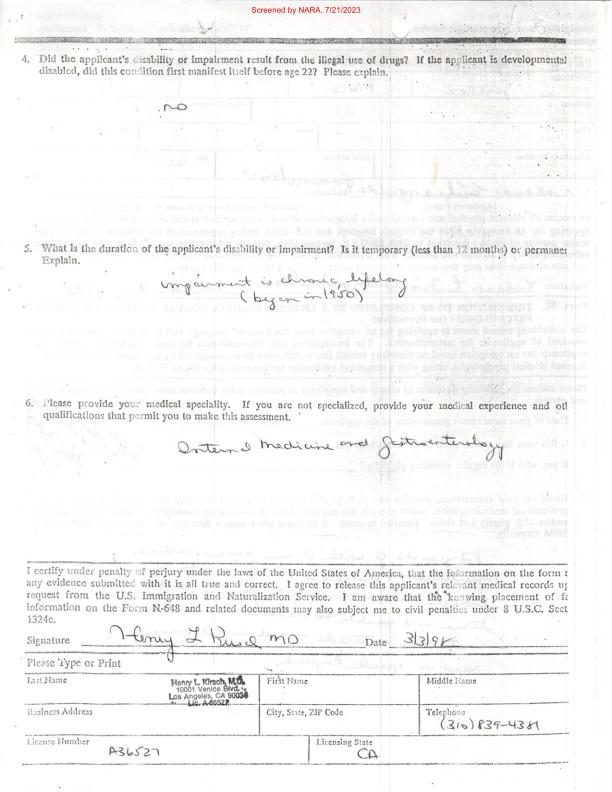 Screened by NARA, 7/21/2023
4. Did the applicant's disability or impairment result from the illegal use of drugs? If the applicant is developmental
disabled, did this condition first manifest itself before age 22? Please explain.
NO
5. What is the duration of the applicant's disability or impairment? Is it temporary (less than 12 months) or permanen
Explain.
impairment is chronic, lifelong
(began in 1950)
6. Please provide your medical speciality. If you are not specialized, provide your medical experience and otl
qualifications that permit you to make this assessment.
Internal Medicine and Gastroenterology
I certify under penalty of perjury under the laws of the United States of America, that the information on the form a
any evidence submitted with it is all true and correct. I agree to release this applicant's relevant medical records up
request from the U.S. Immigration and Naturalization Service. I am aware that the knowing placement of fa
information on the Form N-648 and related documents may also subject me to civil penalties under 8 U.S.C. Sect
1324c.
Signature Henry L Kirsch MD Date 3/3/98
Please Type or Print
Last Name First Name Middle Name
Henry L. Kirsch, M.D.
10001 Venice Blvd.
Los Angeles, CA 90034
Lic. A36527
Business Address City, State, ZIP Code Telephone
(310) 839-4381
License Number Licensing State
A36527 CA